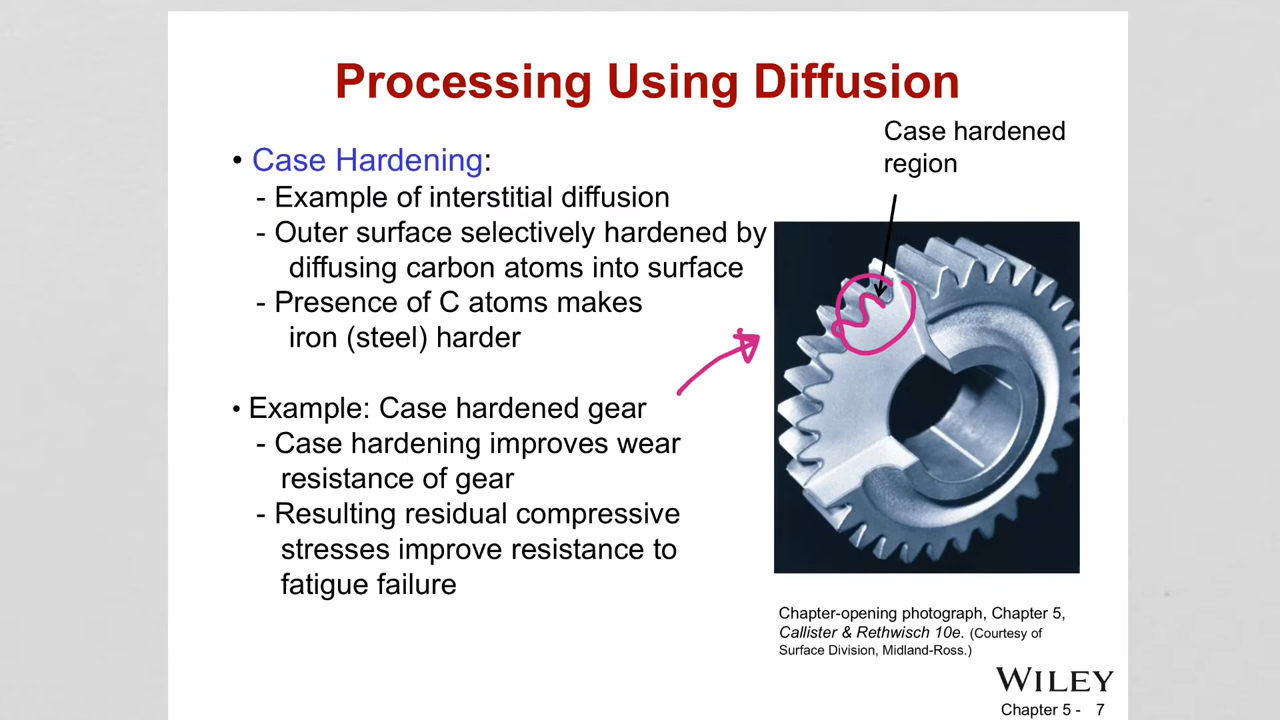 Processing Using Diffusion
• Case Hardening:
- Example of interstitial diffusion
- Outer surface selectively hardened by
diffusing carbon atoms into surface
- Presence of C atoms makes
iron (steel) harder
• Example: Case hardened gear
- Case hardening improves wear
resistance of gear
- Resulting residual compressive
stresses improve resistance to
fatigue failure
Case hardened
region
Chapter-opening photograph, Chapter 5,
Callister & Rethwisch 10e. (Courtesy of
Surface Division, Midland-Ross.)
WILEY
Chapter 5 - 7